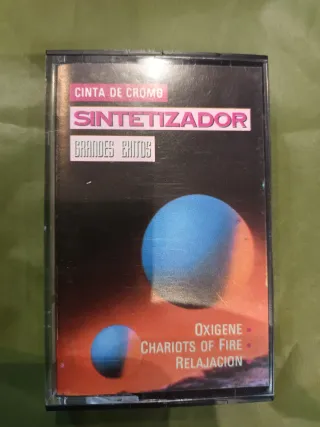 CINTA DE CROMO
SINTETIZADOR
GRANDES EXITOS
OXIGENE
CHARIOTS OF FIRE
RELAJACION